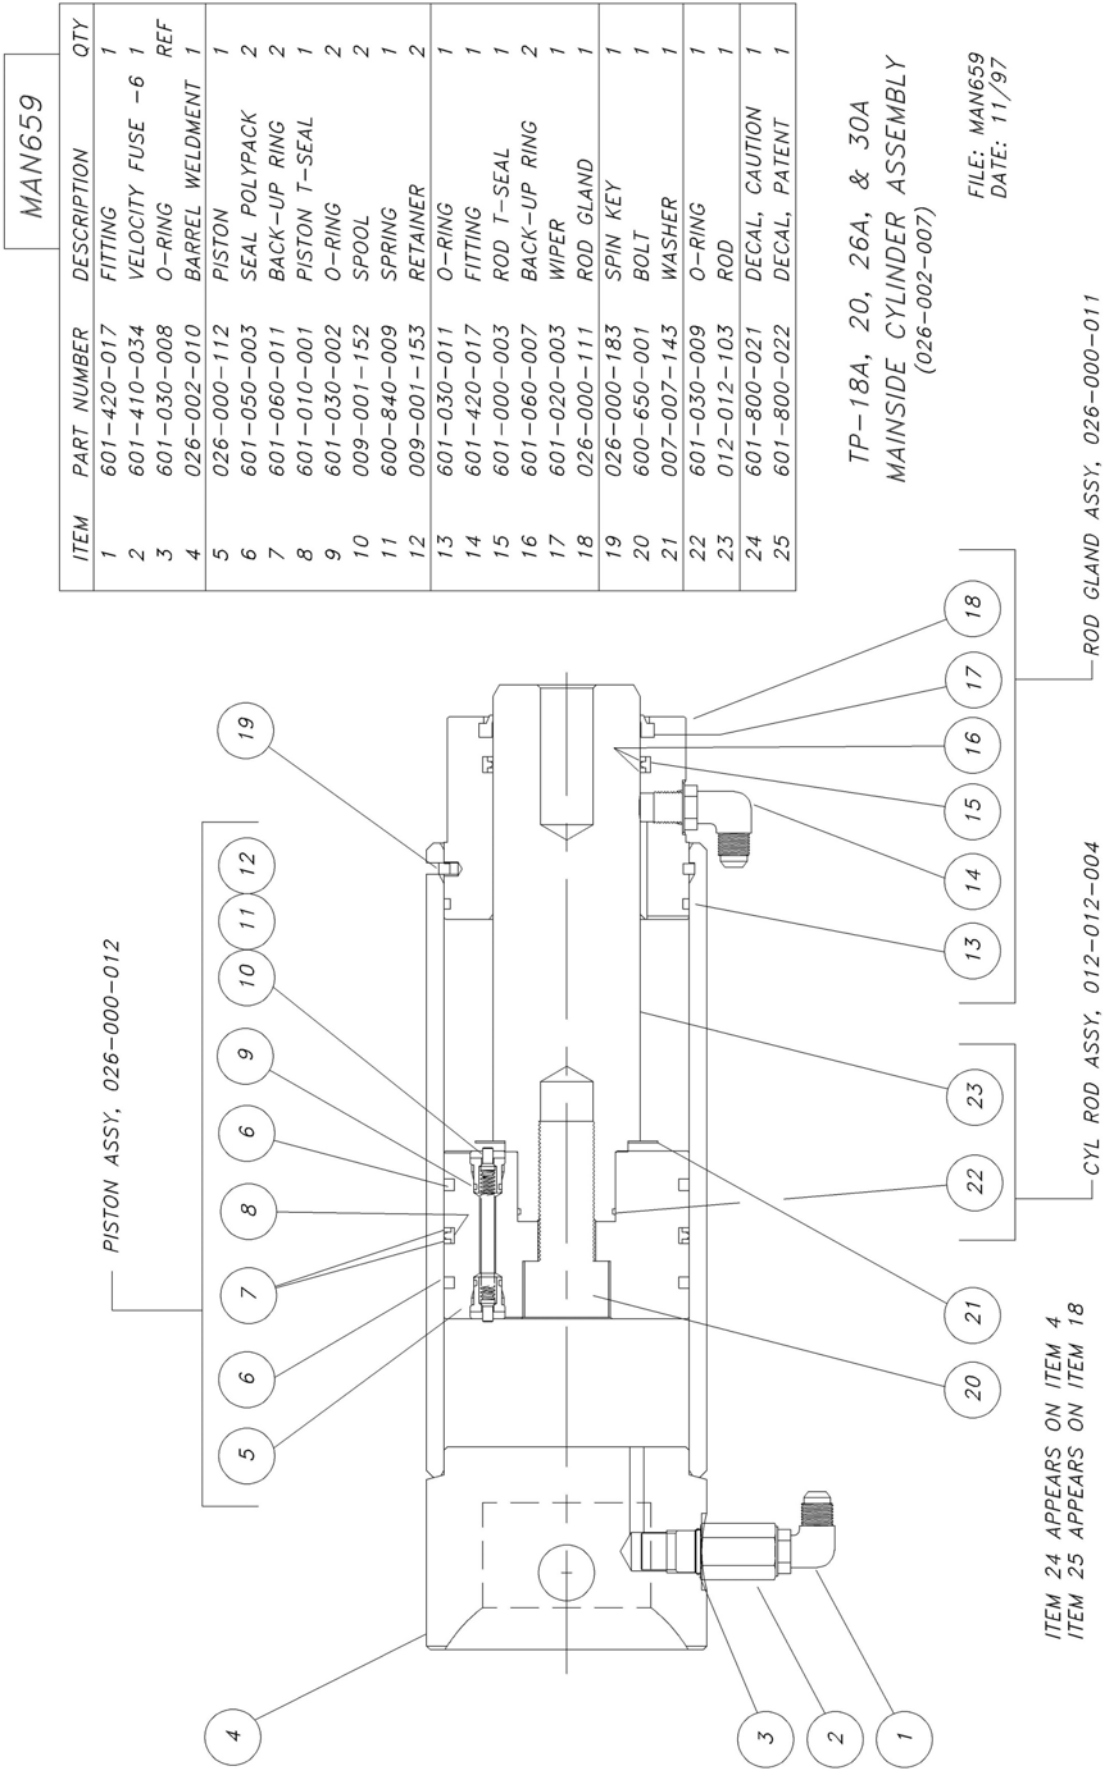 MAN659
ITEM PART NUMBER DESCRIPTION QTY
1 601-420-017 FITTING 1
2 601-410-034 VELOCITY FUSE -6 1
3 601-030-008 O-RING REF
4 026-002-010 BARREL WELDMENT 1
5 026-000-112 PISTON 1
6 601-050-003 SEAL POLYPACK 2
7 601-060-011 BACK-UP RING 2
8 601-010-001 PISTON T-SEAL 1
9 601-030-002 O-RING 2
10 009-001-152 SPOOL 2
11 600-840-009 SPRING 1
12 009-001-153 RETAINER 2
13 601-030-011 O-RING 1
14 601-420-017 FITTING 1
15 601-000-003 ROD T-SEAL 1
16 601-060-007 BACK-UP RING 2
17 601-020-003 WIPER 1
18 026-000-111 ROD GLAND 1
19 026-000-183 SPIN KEY 1
20 600-650-001 BOLT 1
21 007-007-143 WASHER 1
22 601-030-009 O-RING 1
23 012-012-103 ROD 1
24 601-800-021 DECAL, CAUTION 1
25 601-800-022 DECAL, PATENT 1
TP-18A, 20, 26A, & 30A
MAINSIDE CYLINDER ASSEMBLY
(026-002-007)
FILE: MAN659
DATE: 11/97
PISTON ASSY, 026-000-012
4
5
6
7
8
6
9
10
11
12
19
3
2
1
20
21
22
23
13
14
15
16
17
18
CYL ROD ASSY, 012-012-004
ROD GLAND ASSY, 026-000-011
ITEM 24 APPEARS ON ITEM 4
ITEM 25 APPEARS ON ITEM 18